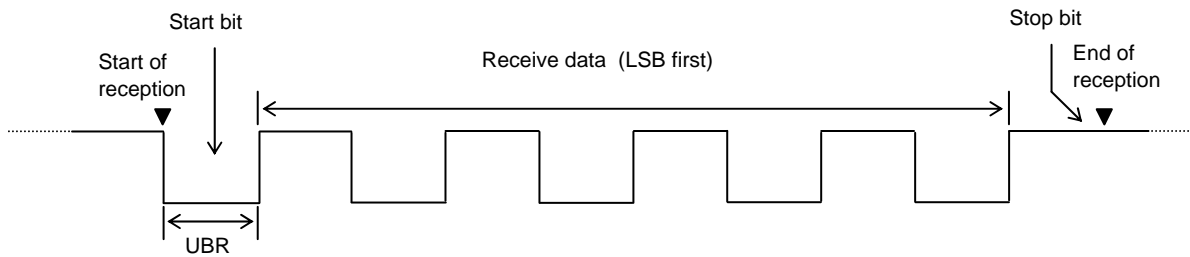 Start bit
Stop bit
Start of
reception
Receive data (LSB first)
End of
reception
UBR